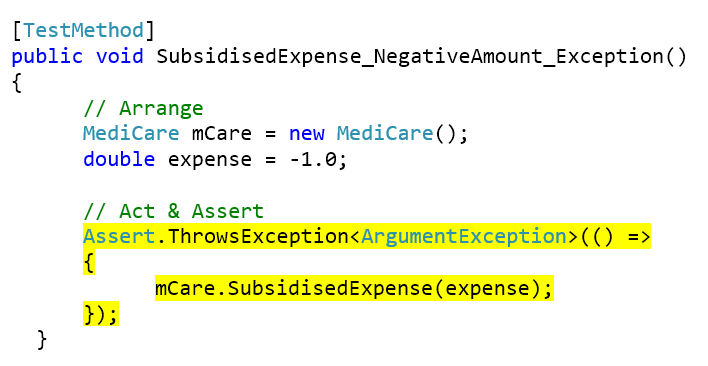 [TestMethod]
public void SubsidisedExpense_NegativeAmount_Exception()
{
// Arrange
MediCare mCare = new MediCare();
double expense = -1.0;
// Act & Assert
Assert.ThrowsException<ArgumentException>(() =>
{
mCare.SubsidisedExpense(expense);
});
}